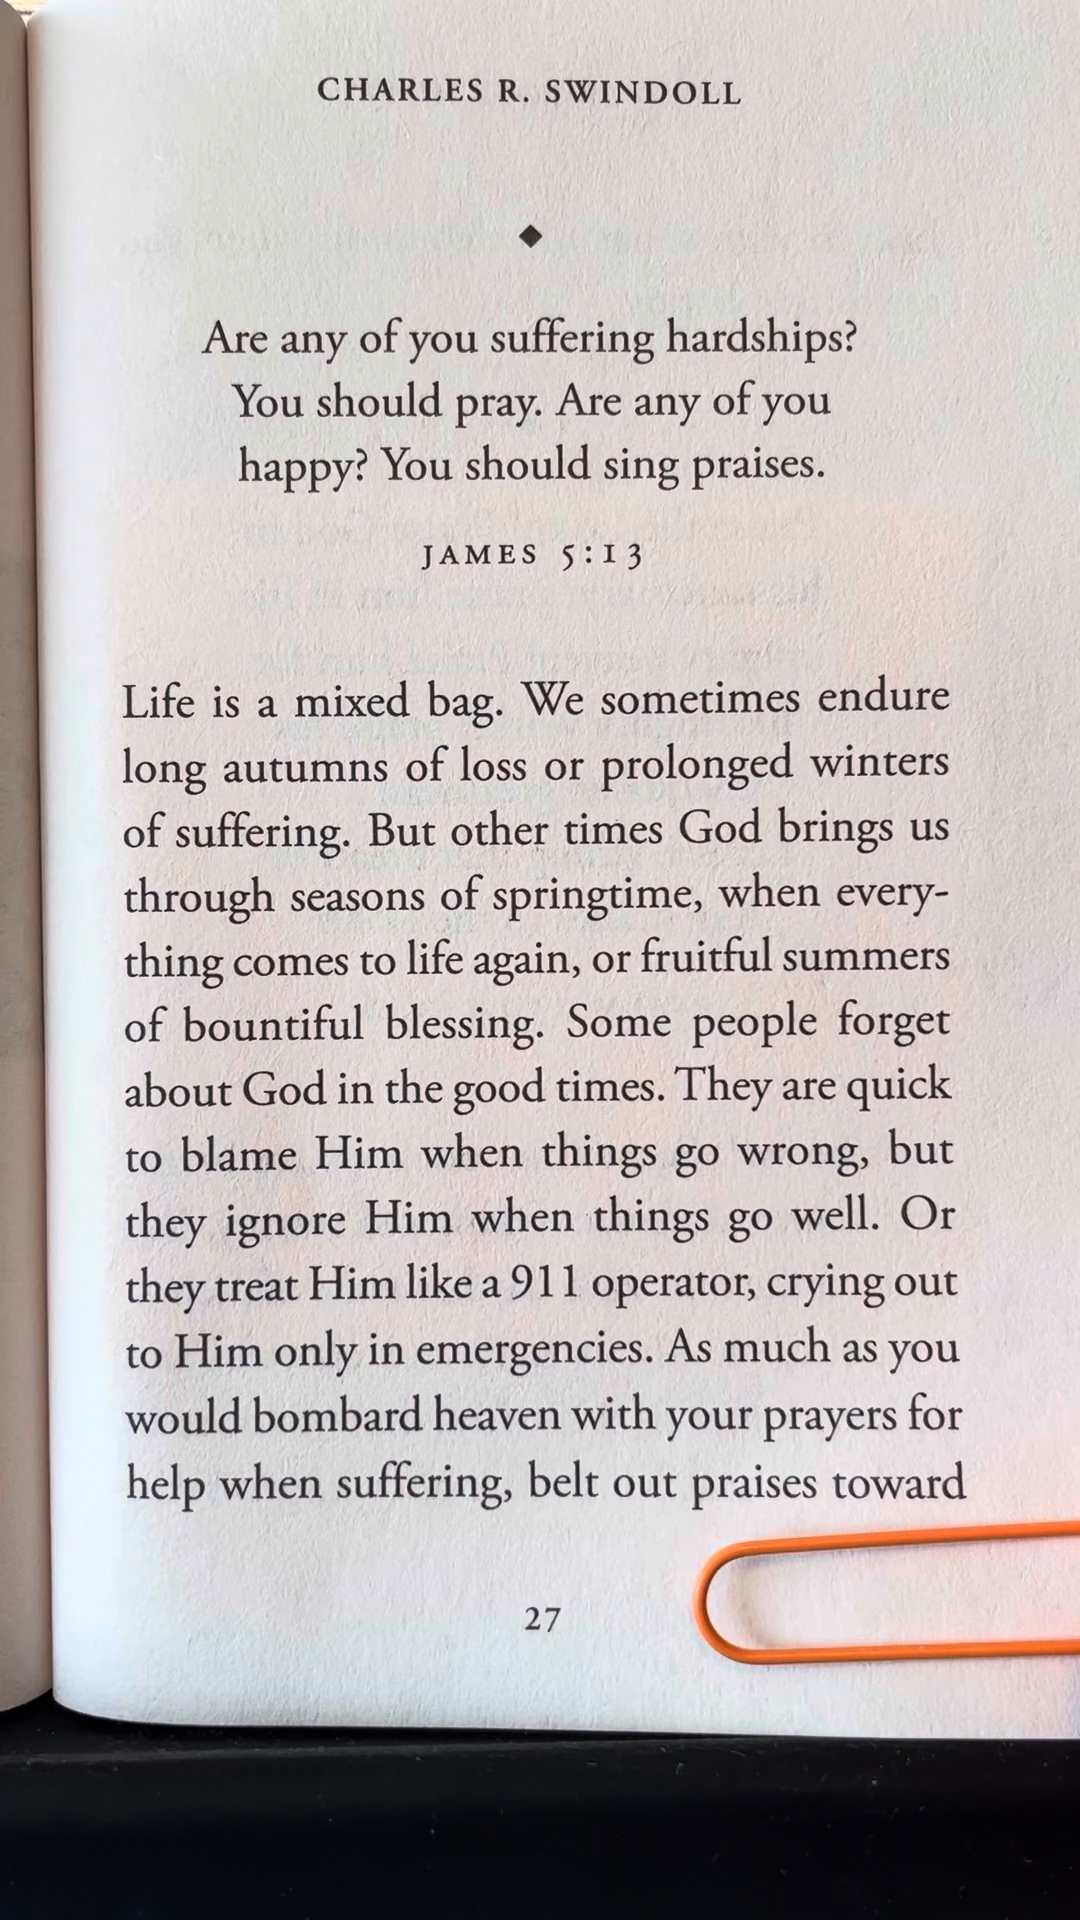 CHARLES R. SWINDOLL
Are any of you suffering hardships?
You should pray. Are any of you
happy? You should sing praises.
JAMES 5:13
Life is a mixed bag. We sometimes endure
long autumns of loss or prolonged winters
of suffering. But other times God brings us
through seasons of springtime, when every-
thing comes to life again, or fruitful summers
of bountiful blessing. Some people forget
about God in the good times. They are quick
to blame Him when things go wrong, but
they ignore Him when things go well. Or
they treat Him like a 911 operator, crying out
to Him only in emergencies. As much as you
would bombard heaven with your prayers for
help when suffering, belt out praises toward
27